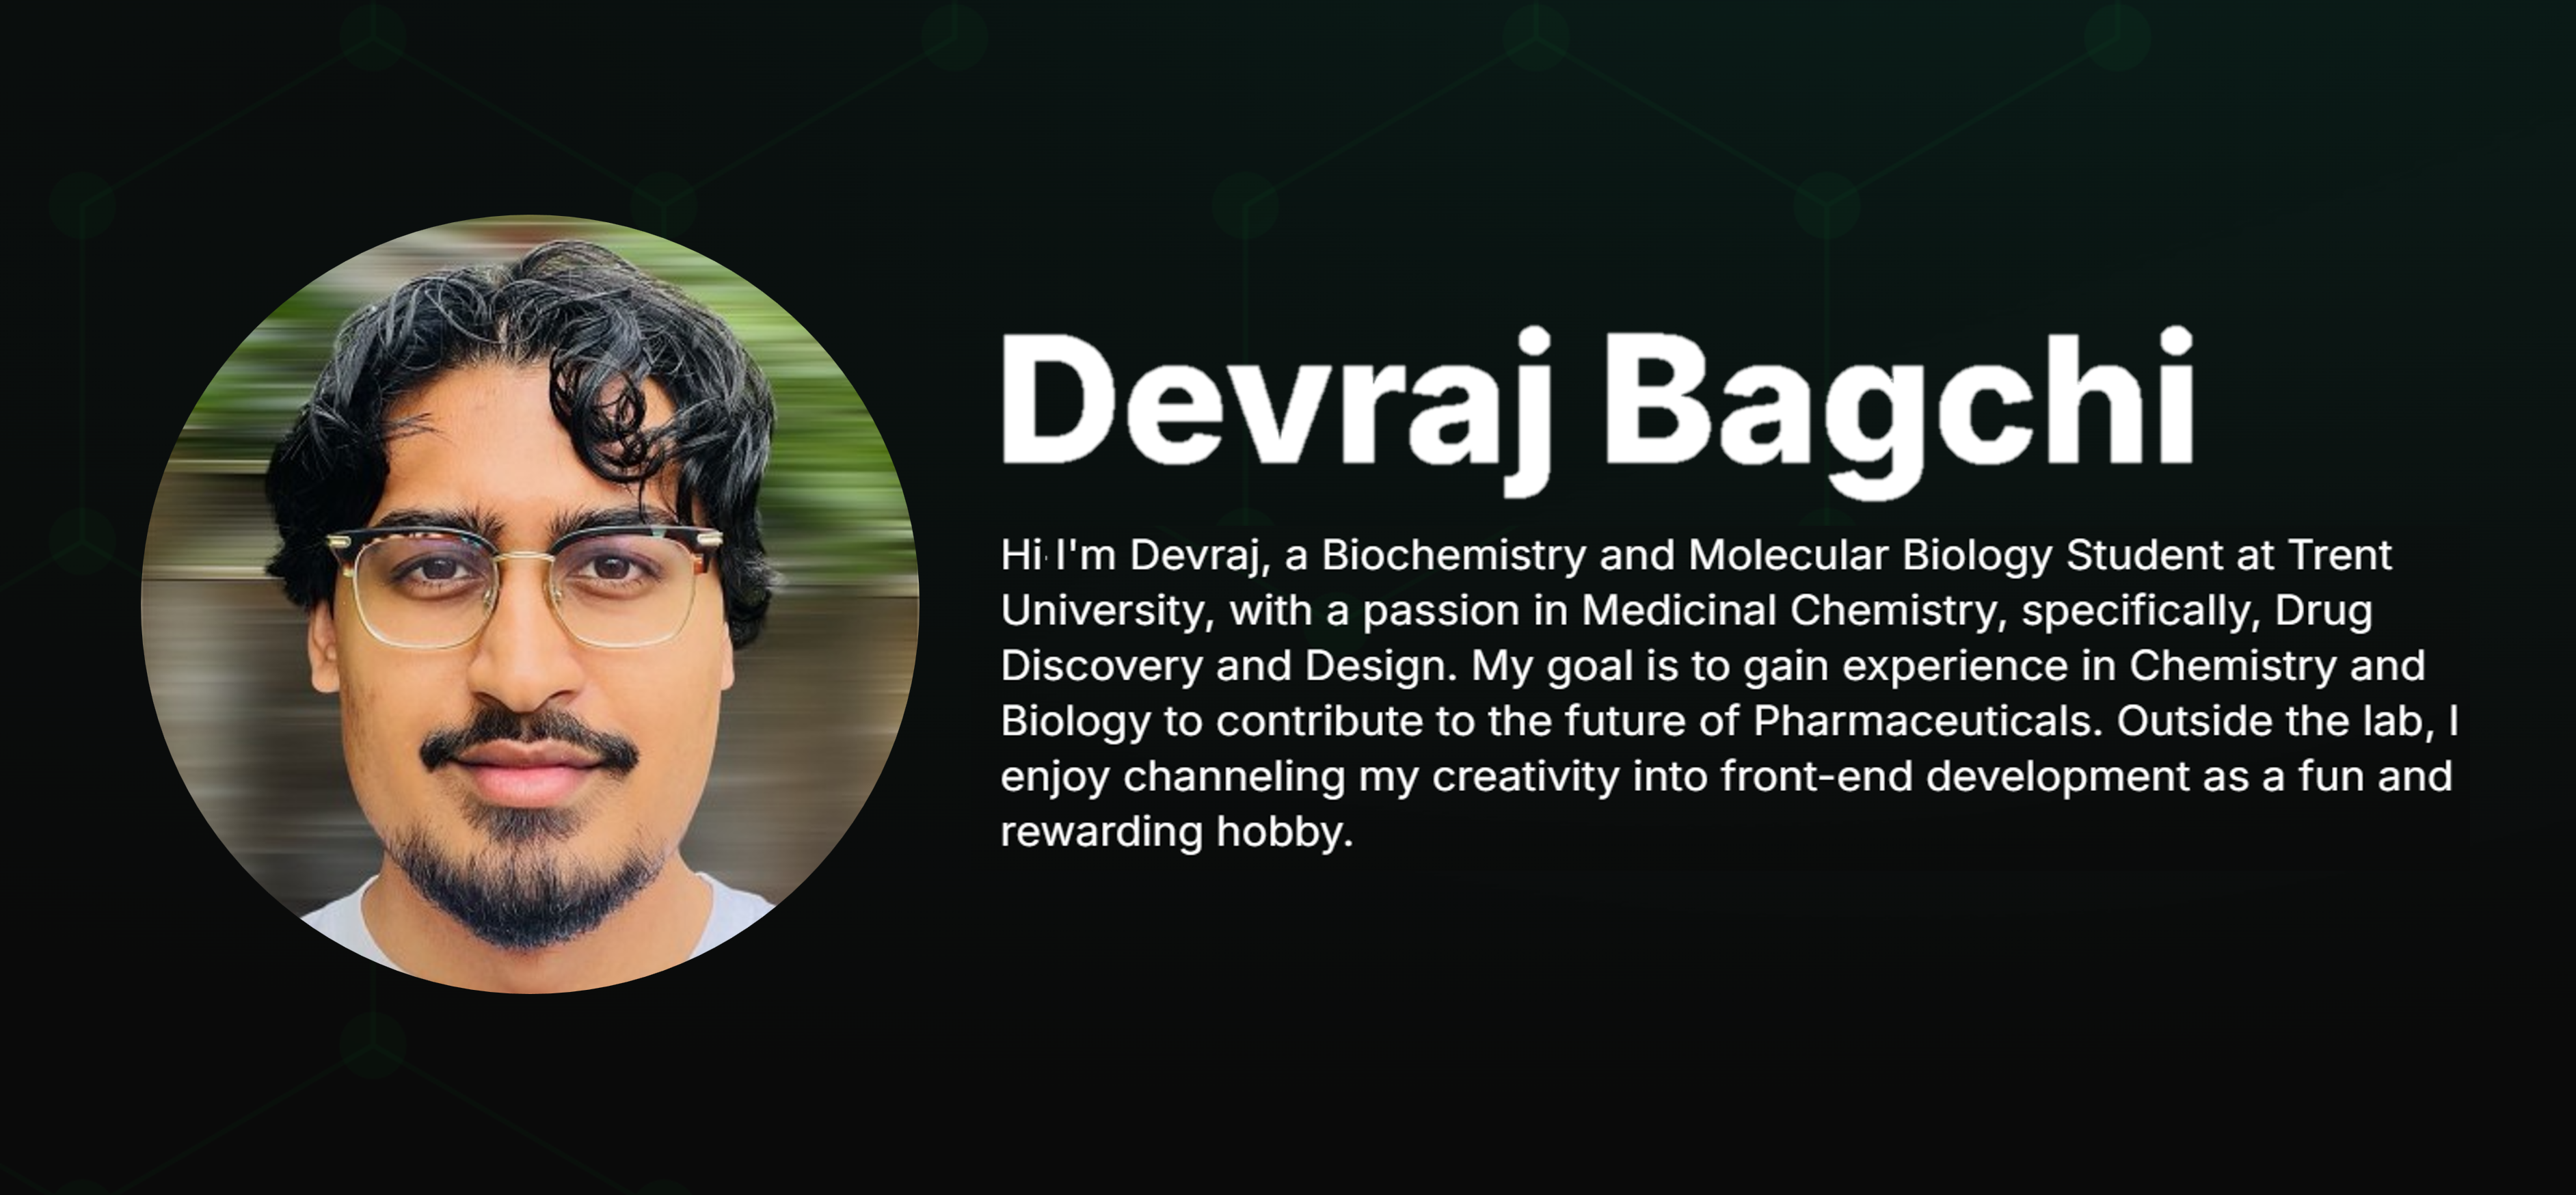 Devraj Bagchi
Hi I'm Devraj, a Biochemistry and Molecular Biology Student at Trent
University, with a passion in Medicinal Chemistry, specifically, Drug
Discovery and Design. My goal is to gain experience in Chemistry and
Biology to contribute to the future of Pharmaceuticals. Outside the lab, I
enjoy channeling my creativity into front-end development as a fun and
rewarding hobby.